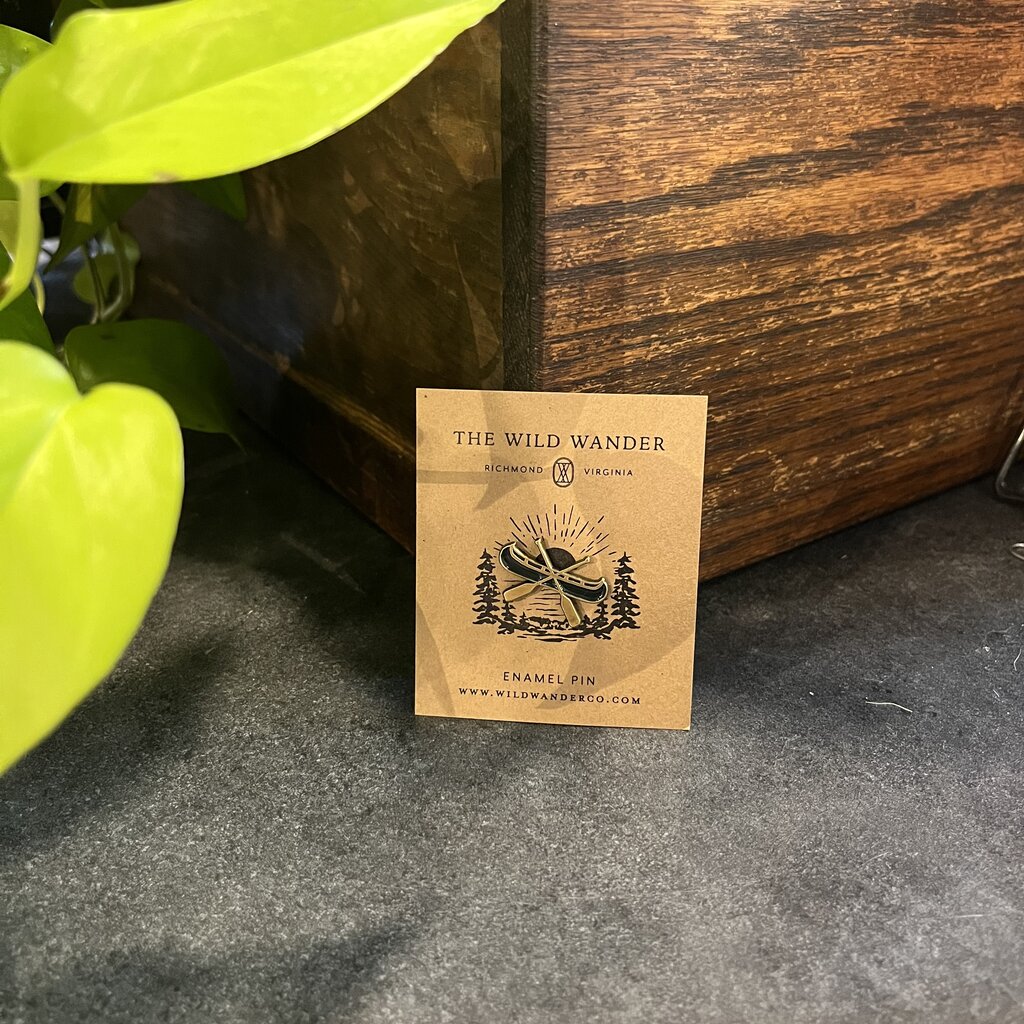 THE WILD WANDER
RICHMOND VIRGINIA
ENAMEL PIN
WWW.WILDWANDERCO.COM